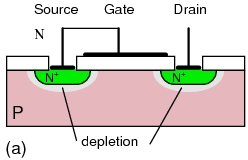 Source Gate Drain
N
N+ N+
P
depletion
(a)